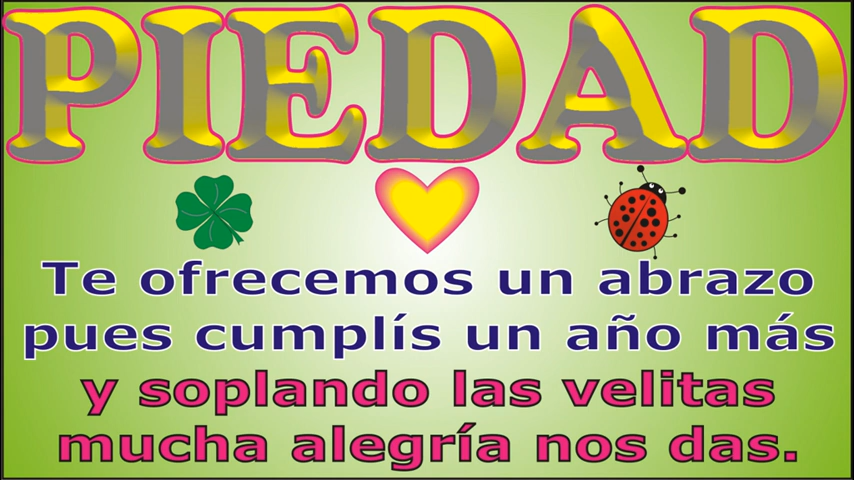 PIEDAD
Te ofrecemos un abrazo
pues cumplís un año más
y soplando las velitas
mucha alegría nos das.